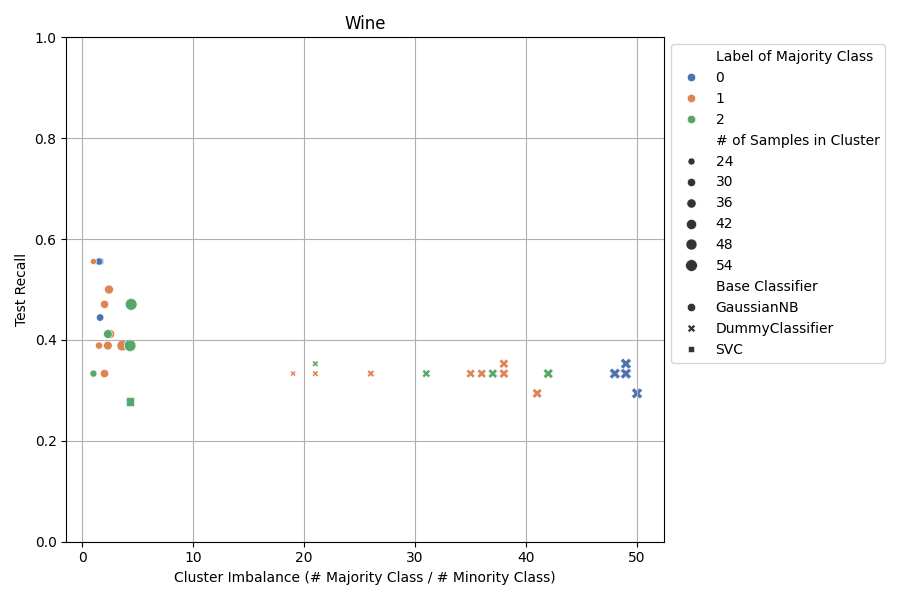 Wine
1.0
0.8
0.6
0.4
0.2
0.0
Test Recall
0
10
20
30
40
50
Cluster Imbalance (# Majority Class / # Minority Class)
Label of Majority Class
0
1
2
# of Samples in Cluster
24
30
36
42
48
54
Base Classifier
GaussianNB
DummyClassifier
SVC